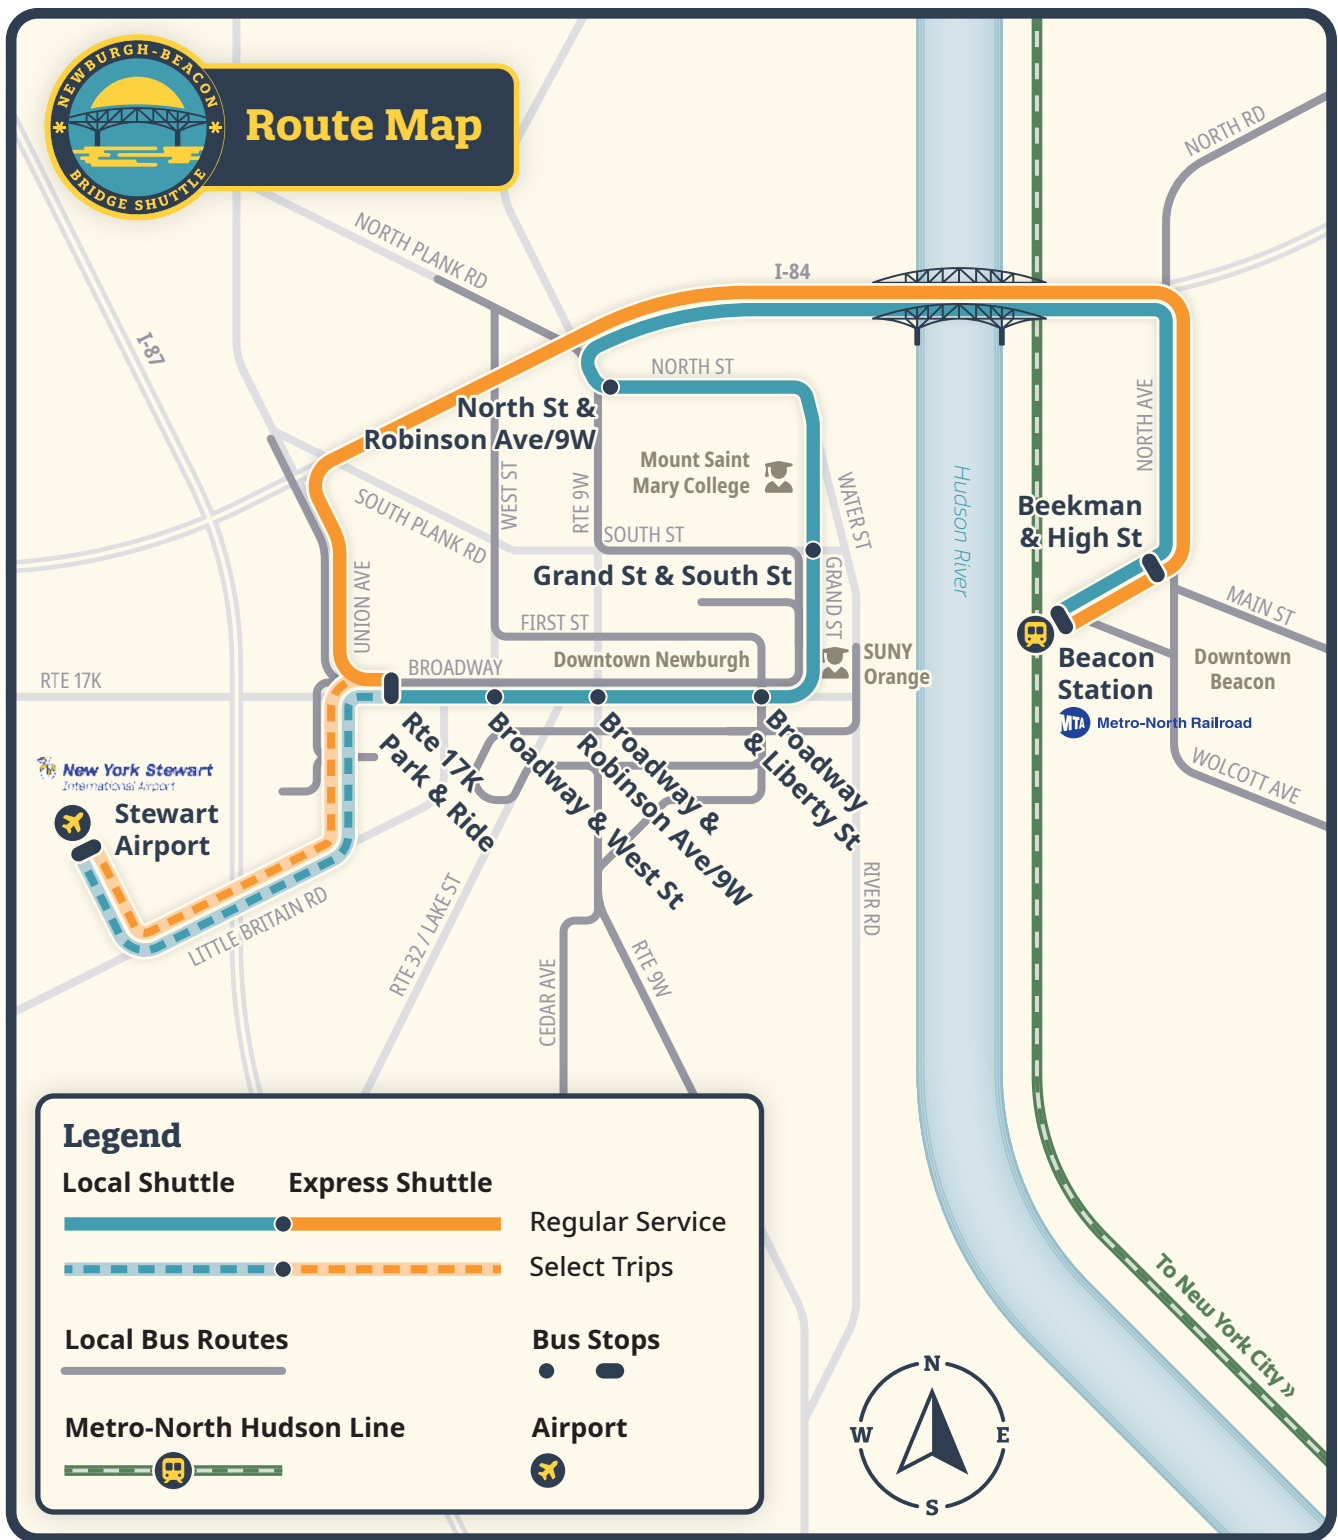 NEWBURGH-BEACON
BRIDGE SHUTTLE
Route Map
NORTH RD
NORTH PLANK RD
I-84
I-87
NORTH ST
NORTH AVE
North St &
Robinson Ave/9W
Mount Saint
Mary College
WEST ST
RTE 9W
WATER ST
Hudson River
SOUTH PLANK RD
SOUTH ST
Beekman
& High St
Grand St & South St
UNION AVE
GRAND ST
MAIN ST
FIRST ST
BROADWAY
Downtown Newburgh
SUNY
Orange
Beacon
Station
MTA
Metro-North Railroad
Downtown
Beacon
RTE 17K
Rte 17K
Park & Ride
Broadway & West St
Broadway &
Robinson Ave/9W
Broadway
& Liberty St
WOLCOTT AVE
New York Stewart
International Airport
Stewart
Airport
LITTLE BRITAIN RD
RTE 32 / LAKE ST
RIVER RD
CEDAR AVE
RTE 9W
Legend
Local Shuttle
Express Shuttle
Regular Service
Select Trips
Local Bus Routes
Bus Stops
Metro-North Hudson Line
Airport
To New York City »
N
W
E
S